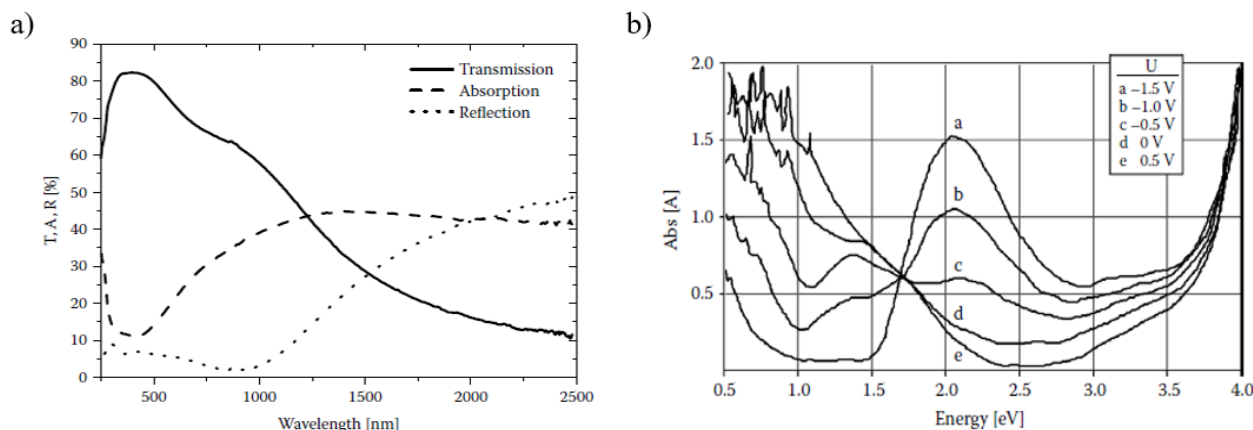 a)
90
80
70
60
50
40
30
20
10
0
T, A, R [%]
Transmission
Absorption
Reflection
500 1000 1500 2000 2500
Wavelength [nm]
b)
2.0
1.5
1.0
0.5
Abs [A]
U
a –1.5 V
b –1.0 V
c –0.5 V
d 0 V
e 0.5 V
a
b
c
d
e
0.5 1.0 1.5 2.0 2.5 3.0 3.5 4.0
Energy [eV]